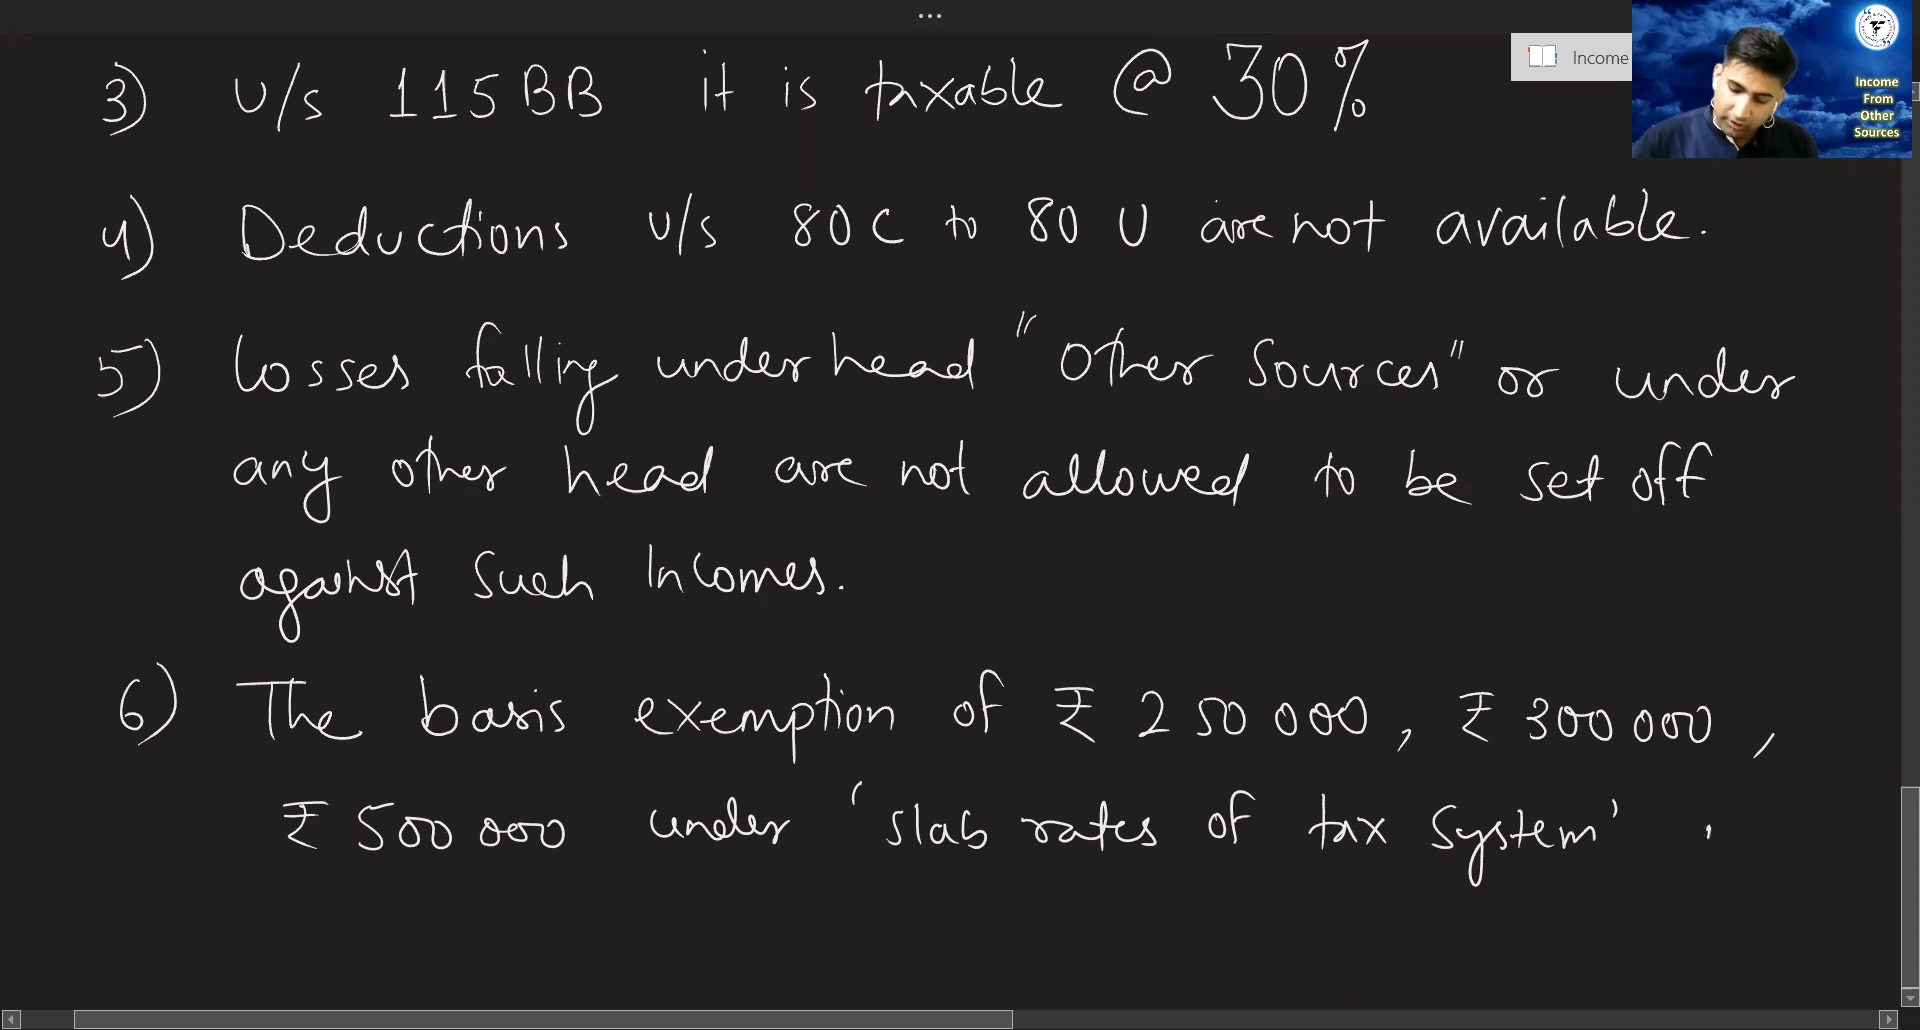 ...
Income
Income
From
Other
Sources
3) U/s 115BB it is taxable @ 30%
4) Deductions u/s 80C to 80U are not available.
5) Losses falling under head "Other Sources" or under
any other head are not allowed to be set off
against such Incomes.
6) The basis exemption of ₹ 250000, ₹ 300000,
₹ 500000 under 'slab rates of tax system'